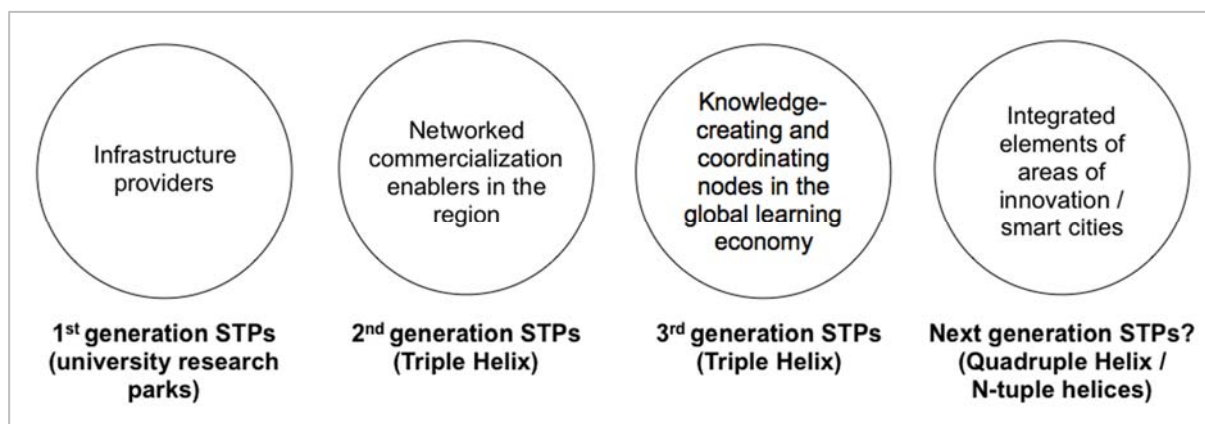 Infrastructure
providers
Networked
commercialization
enablers in the
region
Knowledge-
creating and
coordinating
nodes in the
global learning
economy
Integrated
elements of
areas of
innovation /
smart cities
1st generation STPs
(university research
parks)
2nd generation STPs
(Triple Helix)
3rd generation STPs
(Triple Helix)
Next generation STPs?
(Quadruple Helix /
N-tuple helices)